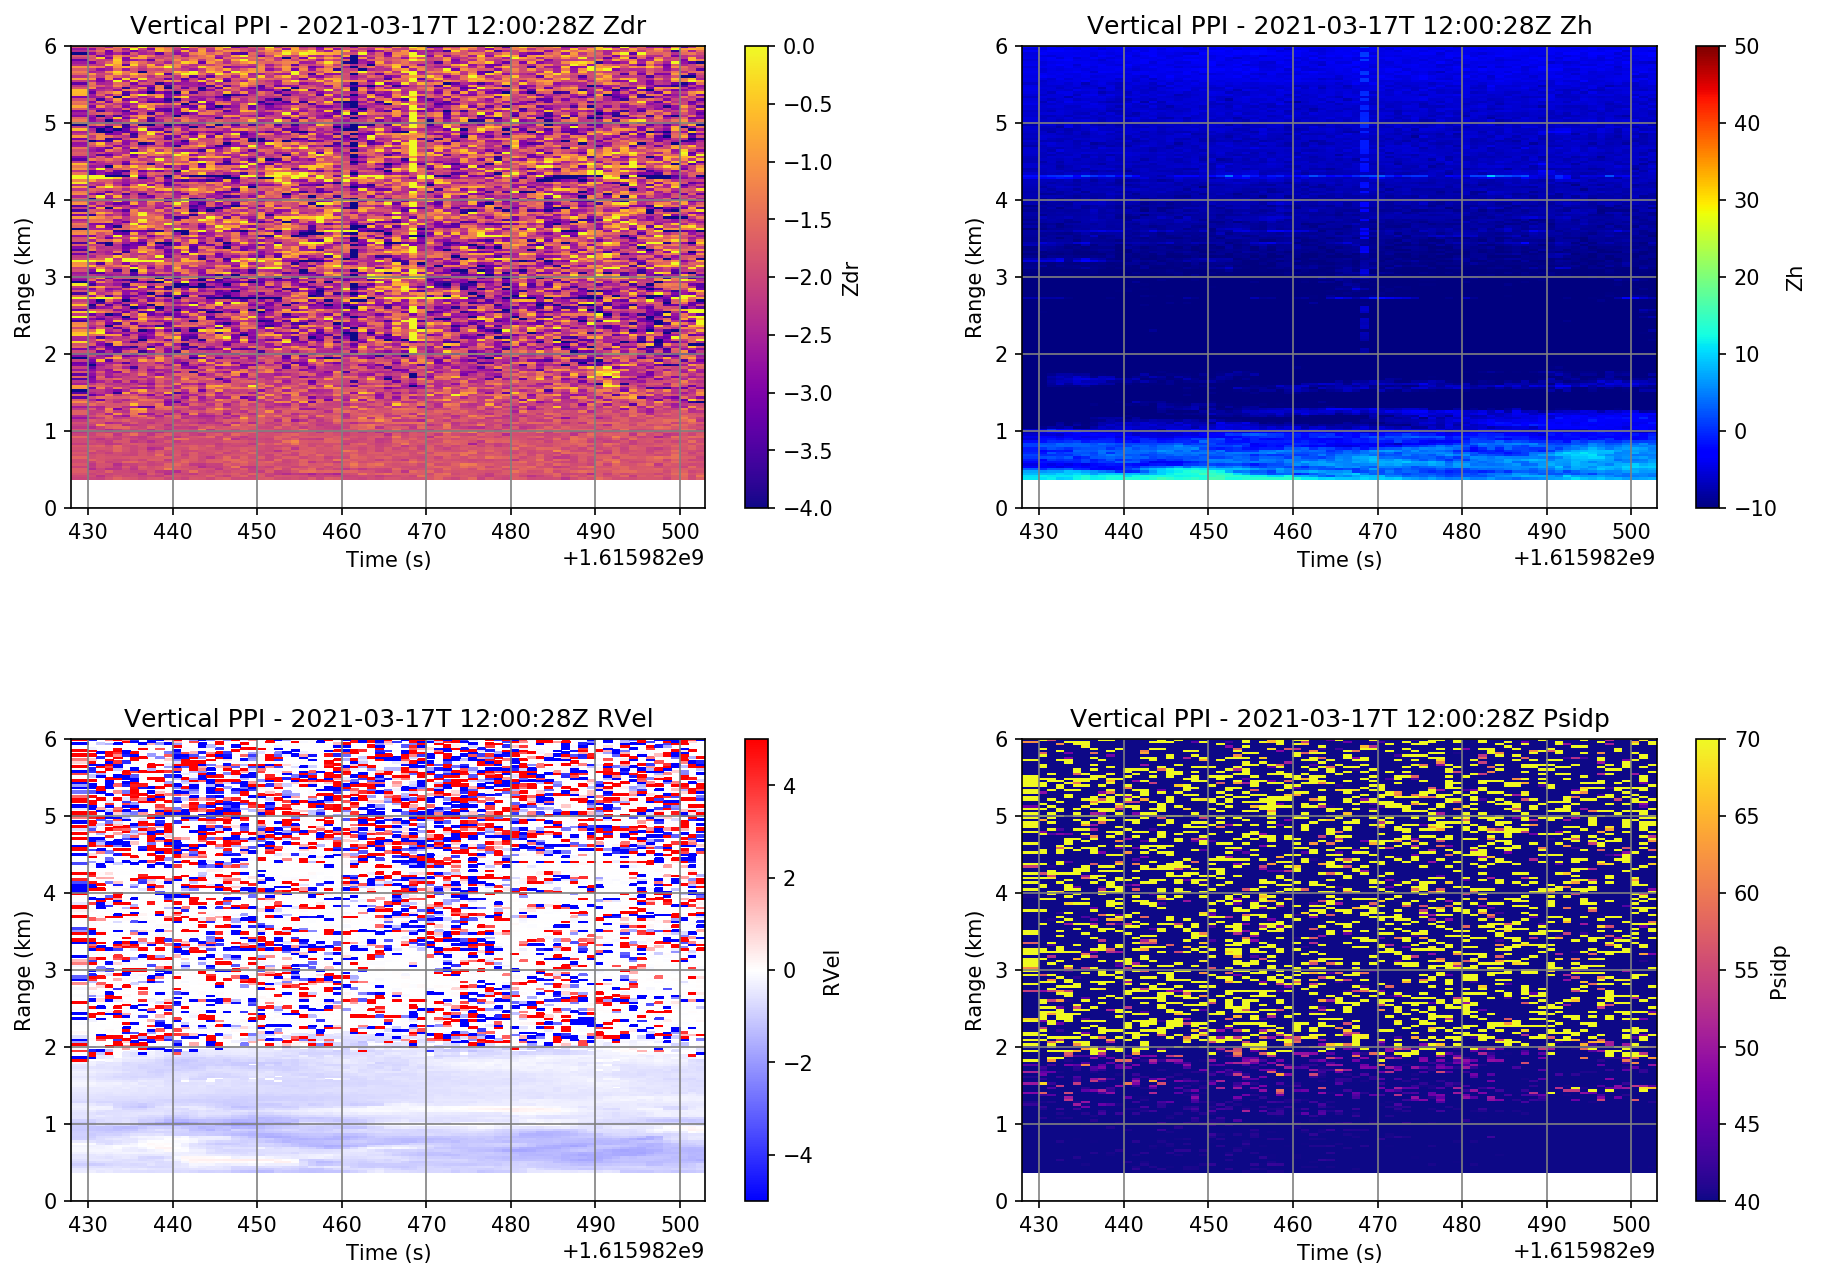 Vertical PPI - 2021-03-17T 12:00:28Z Zdr
6
5
4
3
2
1
0
Range (km)
430 440 450 460 470 480 490 500
Time (s)
+1.615982e9
0.0
−0.5
−1.0
−1.5
−2.0
−2.5
−3.0
−3.5
−4.0
Zdr
Vertical PPI - 2021-03-17T 12:00:28Z Zh
6
5
4
3
2
1
0
Range (km)
430 440 450 460 470 480 490 500
Time (s)
+1.615982e9
50
40
30
20
10
0
−10
Zh
Vertical PPI - 2021-03-17T 12:00:28Z RVel
6
5
4
3
2
1
0
Range (km)
430 440 450 460 470 480 490 500
Time (s)
+1.615982e9
4
2
0
−2
−4
RVel
Vertical PPI - 2021-03-17T 12:00:28Z Psidp
6
5
4
3
2
1
0
Range (km)
430 440 450 460 470 480 490 500
Time (s)
+1.615982e9
70
65
60
55
50
45
40
Psidp